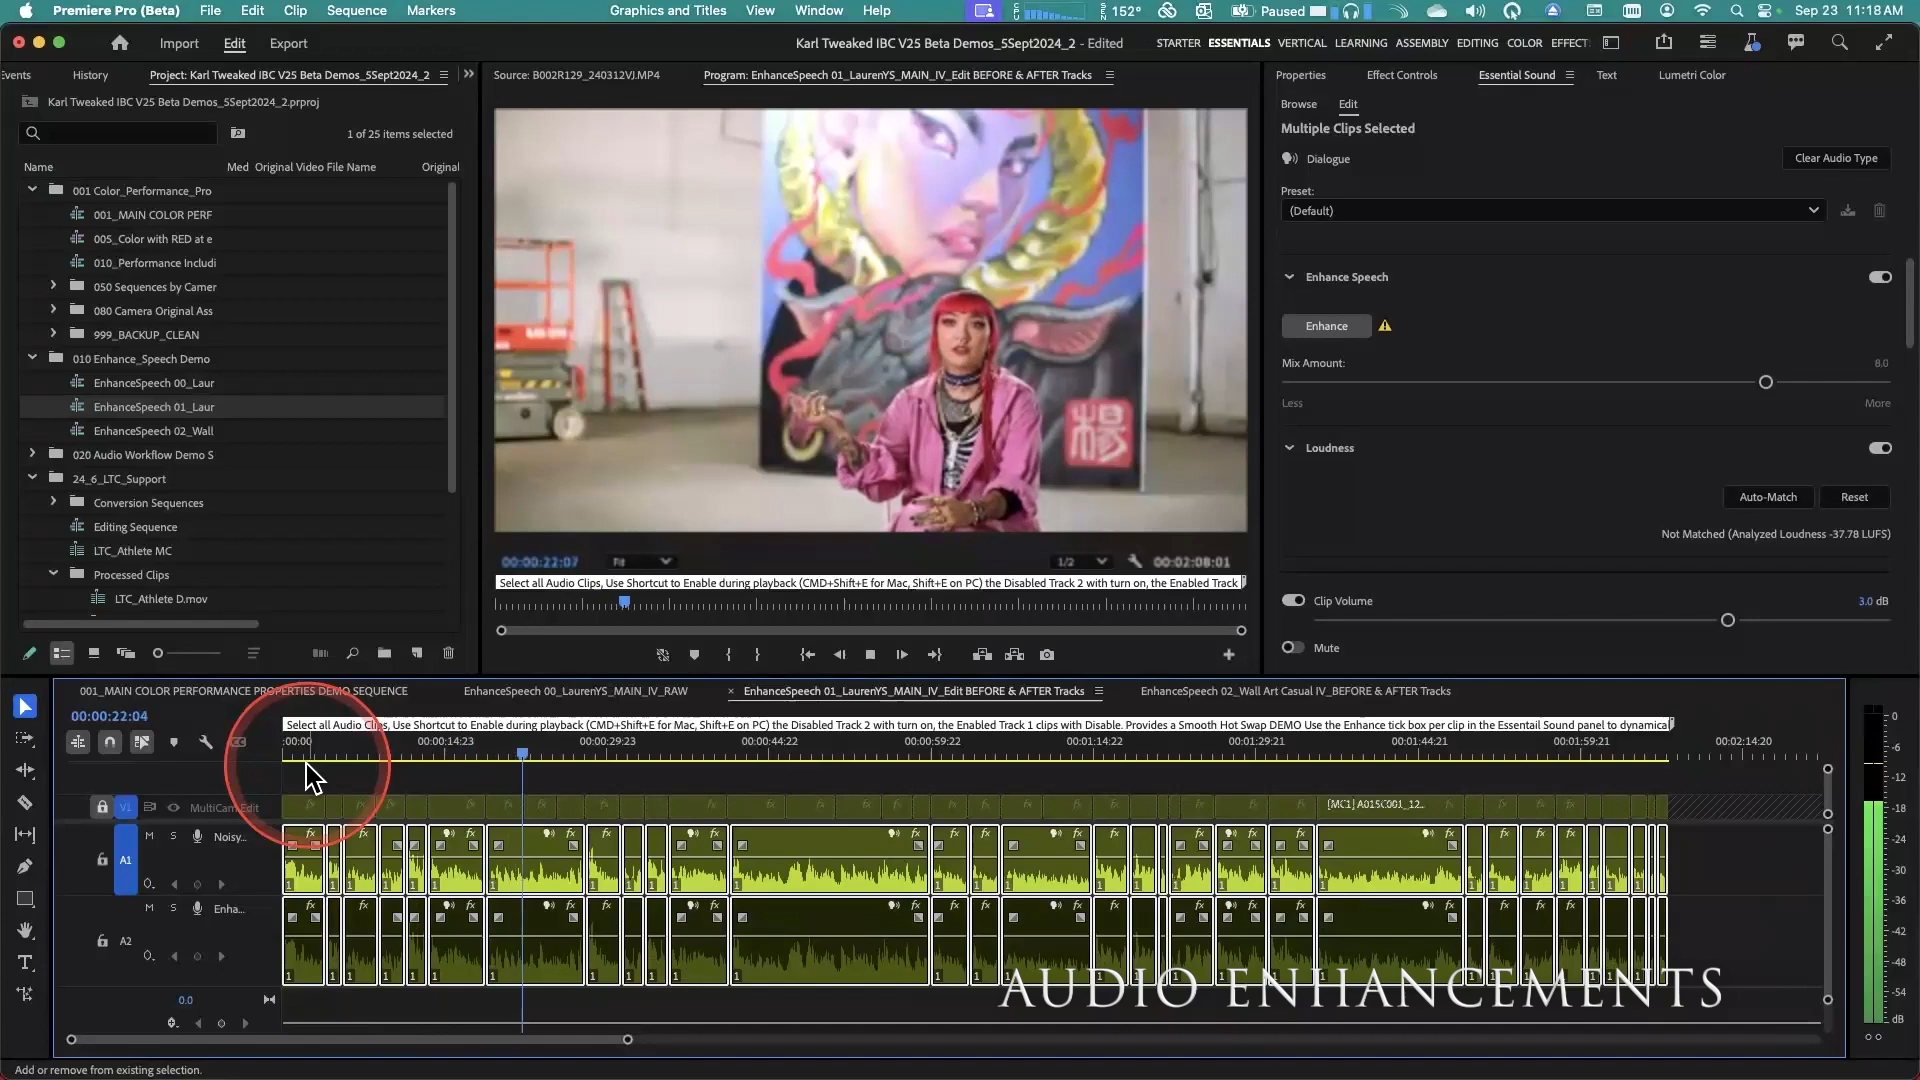 Premiere Pro (Beta) File Edit Clip Sequence Markers Graphics and Titles View Window Help 152° Paused Sep 23 11:18 AM
Import Edit Export Karl Tweaked IBC V25 Beta Demos_5Sept2024_2 - Edited STARTER ESSENTIALS VERTICAL LEARNING ASSEMBLY EDITING COLOR EFFECT
Events History Project: Karl Tweaked IBC V25 Beta Demos_5Sept2024_2
Karl Tweaked IBC V25 Beta Demos_5Sept2024_2.prproj
1 of 25 items selected
Name Med Original Video File Name Original
001 Color_Performance_Pro
001_MAIN COLOR PERF
005_Color with RED at e
010_Performance Includi
050 Sequences by Camer
080 Camera Original Ass
999_BACKUP_CLEAN
010 Enhance_Speech Demo
EnhanceSpeech 00_Laur
EnhanceSpeech 01_Laur
EnhanceSpeech 02_Wall
020 Audio Workflow Demo S
24_6_LTC_Support
Conversion Sequences
Editing Sequence
LTC_Athlete MC
Processed Clips
LTC_Athlete D.mov
Source: B002R129_240312VJ.MP4 Program: EnhanceSpeech 01_LaurenYS_MAIN_IV_Edit BEFORE & AFTER Tracks
00:00:22:07 Fit 1/2 00:02:08:01
Select all Audio Clips, Use Shortcut to Enable during playback (CMD+Shift+E for Mac, Shift+E on PC) the Disabled Track 2 with turn on, the Enabled Track
Properties Effect Controls Essential Sound Text Lumetri Color
Browse Edit
Multiple Clips Selected
Dialogue Clear Audio Type
Preset:
(Default)
Enhance Speech
Enhance
Mix Amount: 8.0
Less More
Loudness
Auto-Match Reset
Not Matched (Analyzed Loudness -37.78 LUFS)
Clip Volume 3.0 dB
Mute
001_MAIN COLOR PERFORMANCE PROPERTIES DEMO SEQUENCE EnhanceSpeech 00_LaurenYS_MAIN_IV_RAW × EnhanceSpeech 01_LaurenYS_MAIN_IV_Edit BEFORE & AFTER Tracks EnhanceSpeech 02_Wall Art Casual IV_BEFORE & AFTER Tracks
00:00:22:04
Select all Audio Clips, Use Shortcut to Enable during playback (CMD+Shift+E for Mac, Shift+E on PC) the Disabled Track 2 with turn on, the Enabled Track 1 clips with Disable. Provides a Smooth Hot Swap DEMO Use the Enhance tick box per clip in the Essentail Sound panel to dynamica
:00:00 00:00:14:23 00:00:29:23 00:00:44:22 00:00:59:22 00:01:14:22 00:01:29:21 00:01:44:21 00:01:59:21 00:02:14:20
V1 MultiCam Edit [MC1] A015C001_12...
A1 M S Noisy...
A2 M S Enha...
0.0
AUDIO ENHANCEMENTS
0
-6
-12
-18
-24
-30
-36
-42
-48
-54
dB
Add or remove from existing selection.